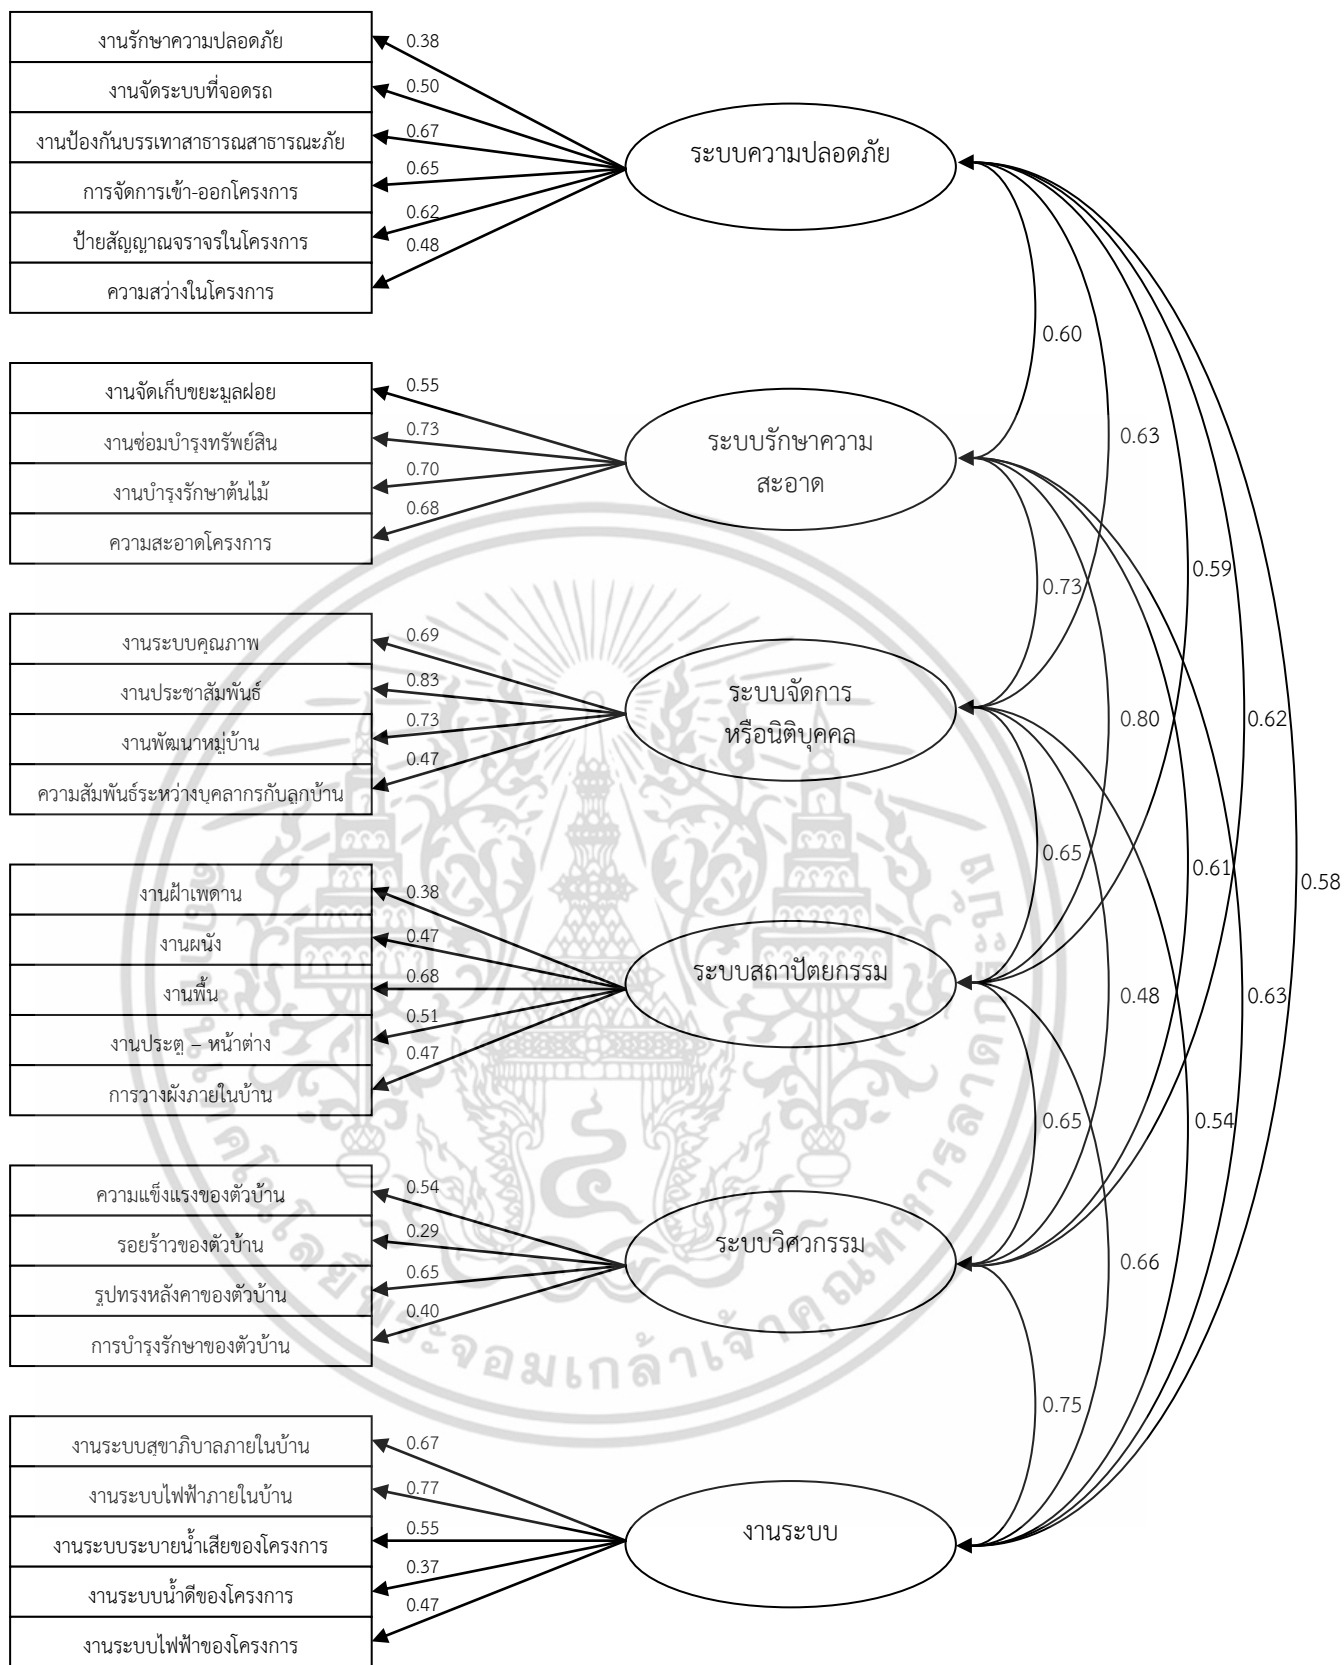 งานรักษาความปลอดภัย
งานจัดระบบที่จอดรถ
งานป้องกันบรรเทาสาธารณสาธารณะภัย
การจัดการเข้า-ออกโครงการ
ป้ายสัญญาณจราจรในโครงการ
ความสว่างในโครงการ
0.38
0.50
0.67
0.65
0.62
0.48
ระบบความปลอดภัย
งานจัดเก็บขยะมูลฝอย
งานซ่อมบำรุงทรัพย์สิน
งานบำรุงรักษาต้นไม้
ความสะอาดโครงการ
0.55
0.73
0.70
0.68
ระบบรักษาความ
สะอาด
งานระบบคุณภาพ
งานประชาสัมพันธ์
งานพัฒนาหมู่บ้าน
ความสัมพันธ์ระหว่างบุคลากรกับลูกบ้าน
0.69
0.83
0.73
0.47
ระบบจัดการ
หรือนิติบุคคล
งานฝ้าเพดาน
งานผนัง
งานพื้น
งานประตู – หน้าต่าง
การวางผังภายในบ้าน
0.38
0.47
0.68
0.51
0.47
ระบบสถาปัตยกรรม
ความแข็งแรงของตัวบ้าน
รอยร้าวของตัวบ้าน
รูปทรงหลังคาของตัวบ้าน
การบำรุงรักษาของตัวบ้าน
0.54
0.29
0.65
0.40
ระบบวิศวกรรม
งานระบบสุขาภิบาลภายในบ้าน
งานระบบไฟฟ้าภายในบ้าน
งานระบบระบายน้ำเสียของโครงการ
งานระบบน้ำดีของโครงการ
งานระบบไฟฟ้าของโครงการ
0.67
0.77
0.55
0.37
0.47
งานระบบ
0.60
0.63
0.59
0.73
0.80
0.62
0.65
0.61
0.58
0.48
0.63
0.65
0.54
0.66
0.75
สถาบันเทคโนโลยีพระจอมเกล้าเจ้าคุณทหารลาดกระบัง